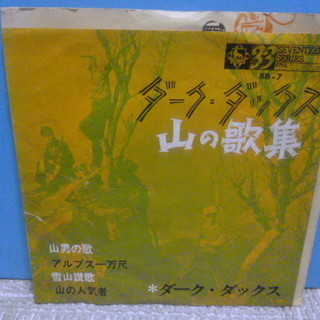 33
SEVENTEEN
SERIES
BB-7
ダーク・ダックス
山の歌集
山男の歌
アルプス一万尺
雪山讃歌
山の人気者
*ダーク・ダックス